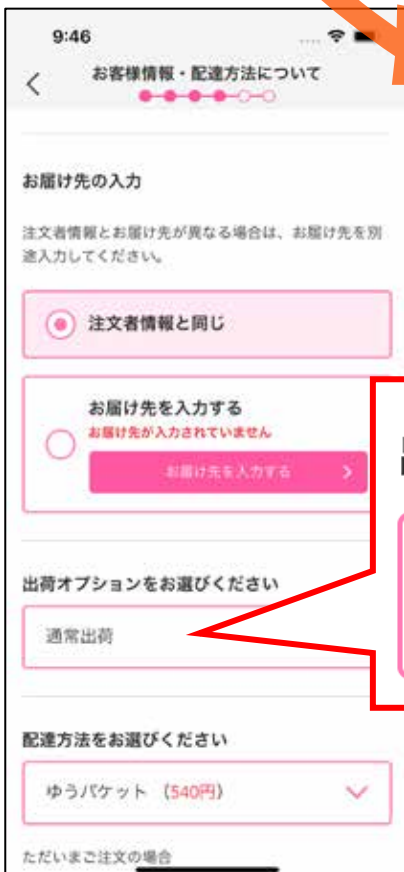 9:46
お客様情報・配達方法について
お届け先の入力
注文者情報とお届け先が異なる場合は、お届け先を別
途入力してください。
注文者情報と同じ
お届け先を入力する
お届け先が入力されていません
お届け先を入力する
出荷オプションをお選びください
通常出荷
配達方法をお選びください
ゆうパケット (540円)
ただいまご注文の場合